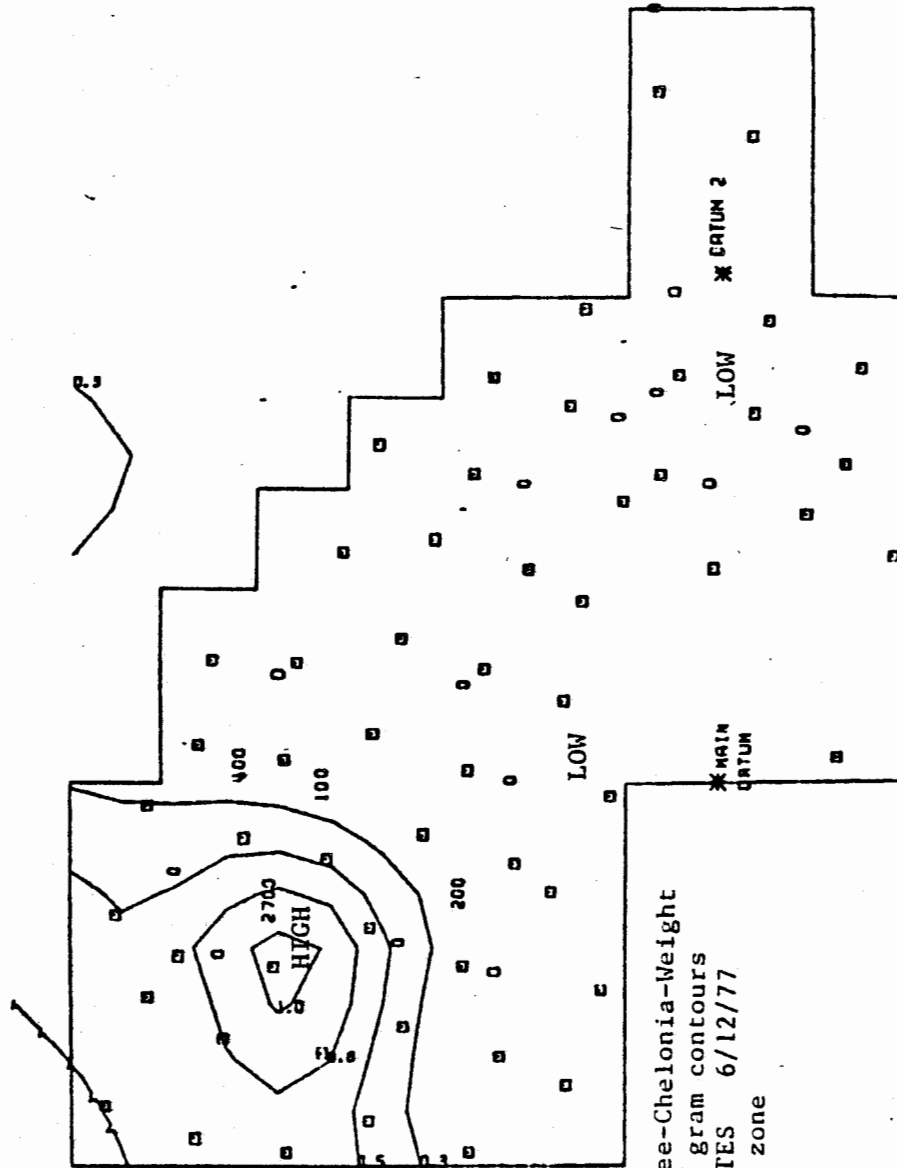 0.3
DATUM 2
LOW
400
100
2700
HIGH
1.0
0.8
200
LOW
MAIN
DATUM
0.5
0.3
ee-Chelonia-Weight
gram contours
TES 6/12/77
zone